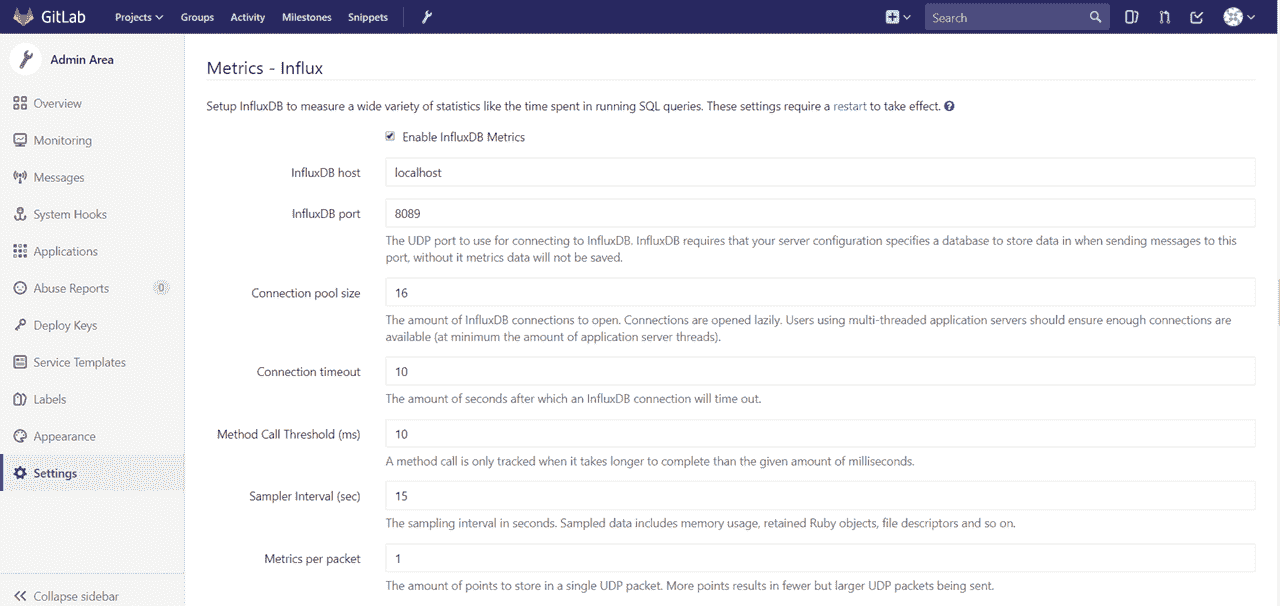 GitLab Projects Groups Activity Milestones Snippets Search
Admin Area
Overview
Monitoring
Messages
System Hooks
Applications
Abuse Reports 0
Deploy Keys
Service Templates
Labels
Appearance
Settings
Collapse sidebar
Metrics - Influx
Setup InfluxDB to measure a wide variety of statistics like the time spent in running SQL queries. These settings require a restart to take effect.
Enable InfluxDB Metrics
InfluxDB host localhost
InfluxDB port 8089
The UDP port to use for connecting to InfluxDB. InfluxDB requires that your server configuration specifies a database to store data in when sending messages to this
port, without it metrics data will not be saved.
Connection pool size 16
The amount of InfluxDB connections to open. Connections are opened lazily. Users using multi-threaded application servers should ensure enough connections are
available (at minimum the amount of application server threads).
Connection timeout 10
The amount of seconds after which an InfluxDB connection will time out.
Method Call Threshold (ms) 10
A method call is only tracked when it takes longer to complete than the given amount of milliseconds.
Sampler Interval (sec) 15
The sampling interval in seconds. Sampled data includes memory usage, retained Ruby objects, file descriptors and so on.
Metrics per packet 1
The amount of points to store in a single UDP packet. More points results in fewer but larger UDP packets being sent.